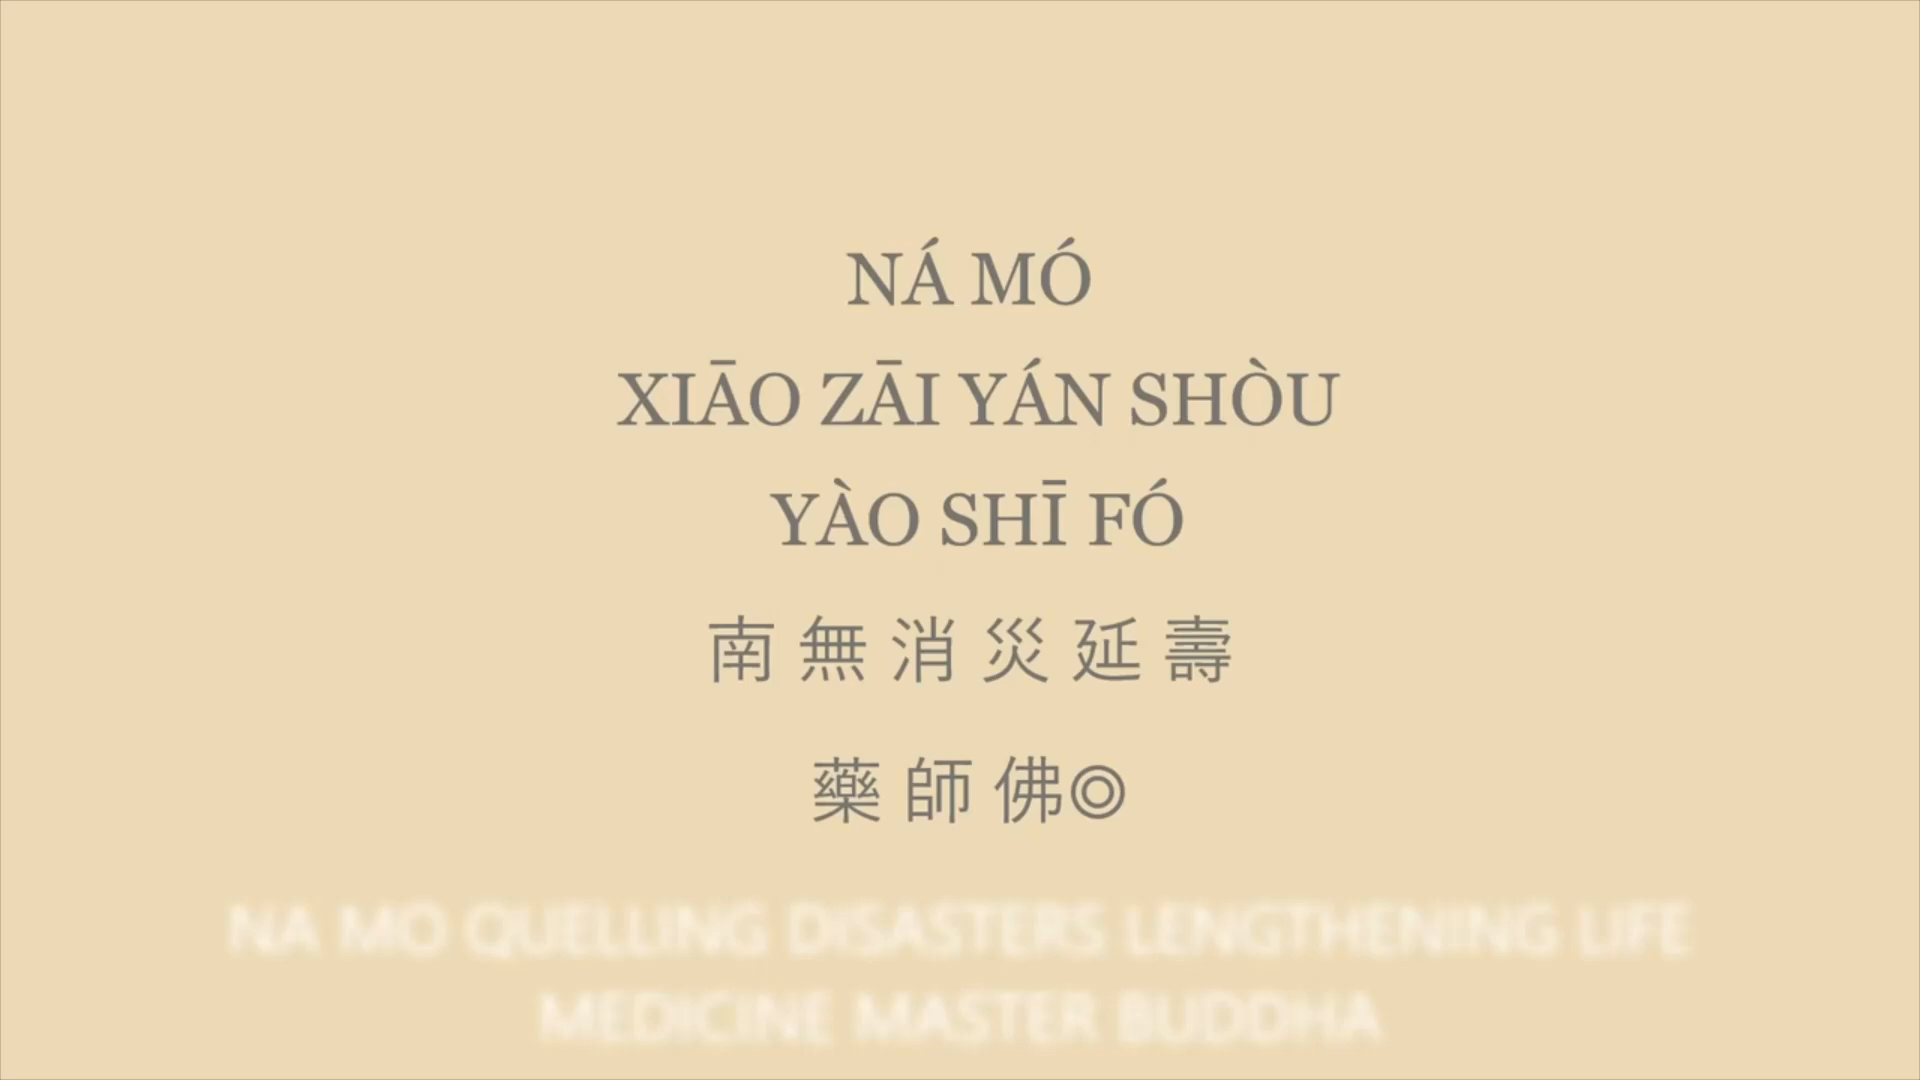 NÁ MÓ
XIĀO ZĀI YÁN SHÒU
YÀO SHĪ FÓ
南 無 消 災 延 壽
藥 師 佛◎
NA MO QUELLING DISASTERS LENGTHENING LIFE
MEDICINE MASTER BUDDHA